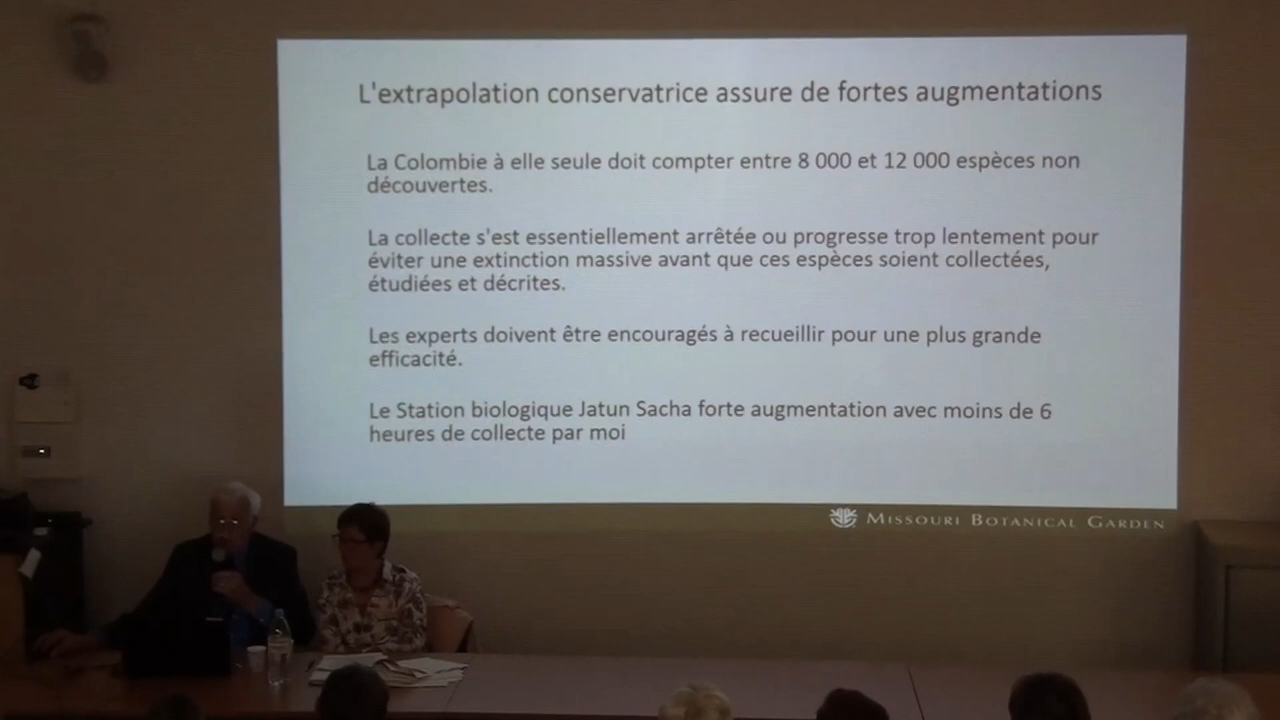 L'extrapolation conservatrice assure de fortes augmentations
La Colombie à elle seule doit compter entre 8 000 et 12 000 espèces non
découvertes.
La collecte s'est essentiellement arrêtée ou progresse trop lentement pour
éviter une extinction massive avant que ces espèces soient collectées,
étudiées et décrites.
Les experts doivent être encouragés à recueillir pour une plus grande
efficacité.
Le Station biologique Jatun Sacha forte augmentation avec moins de 6
heures de collecte par moi
MISSOURI BOTANICAL GARDEN